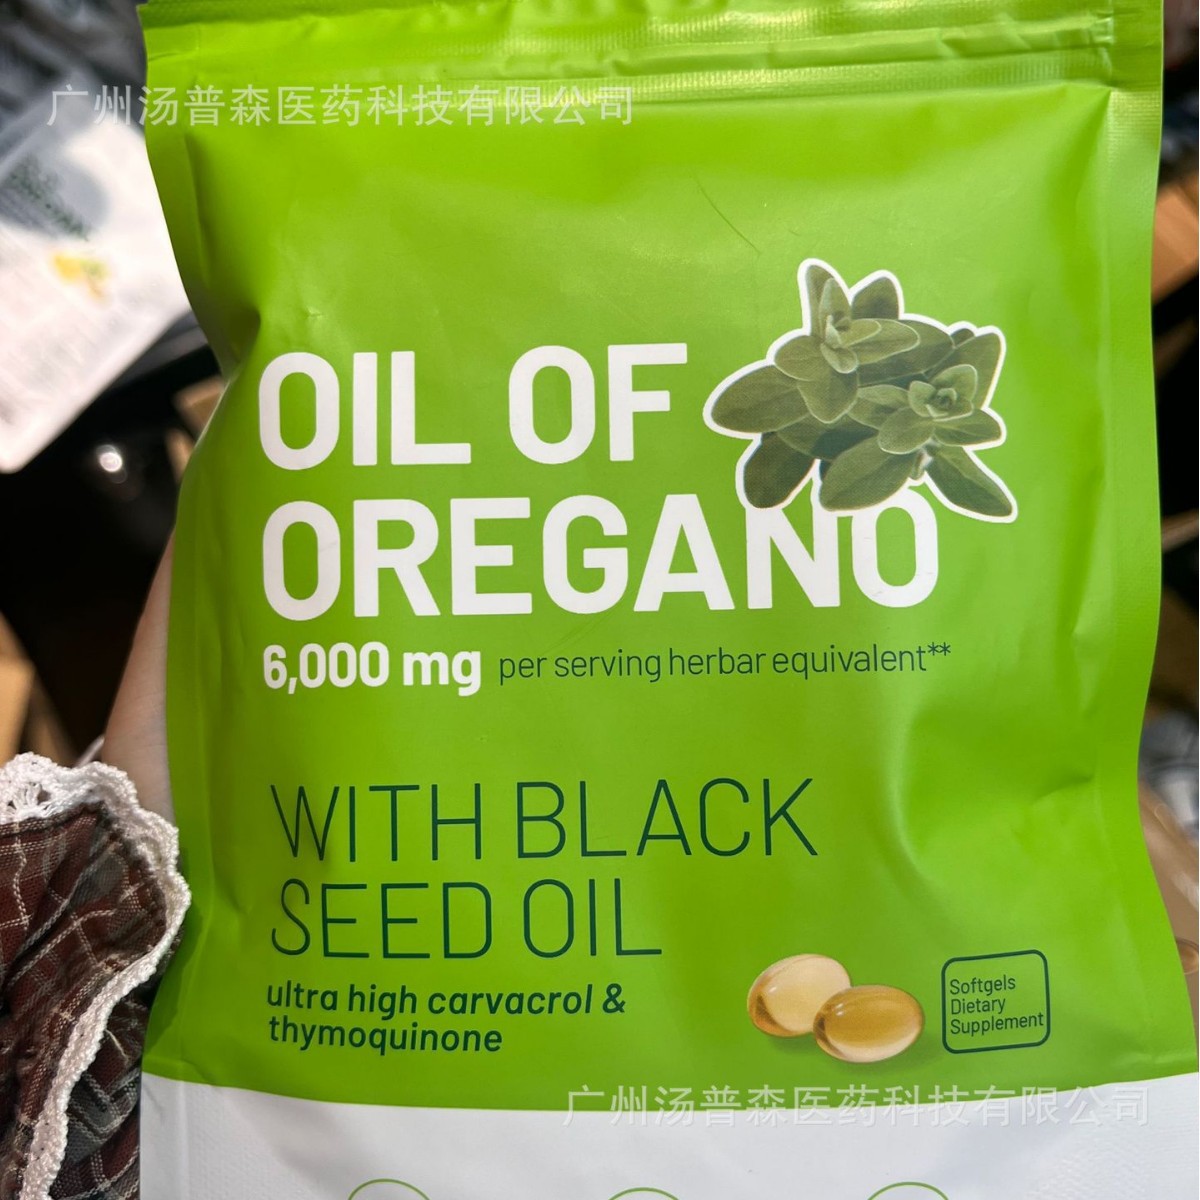 广州汤普森医药科技有限公司
OIL OF
OREGANO
6,000 mg per serving herbar equivalent**
WITH BLACK
SEED OIL
ultra high carvacrol &
thymoquinone
Softgels
Dietary
Supplement
广州汤普森医药科技有限公司